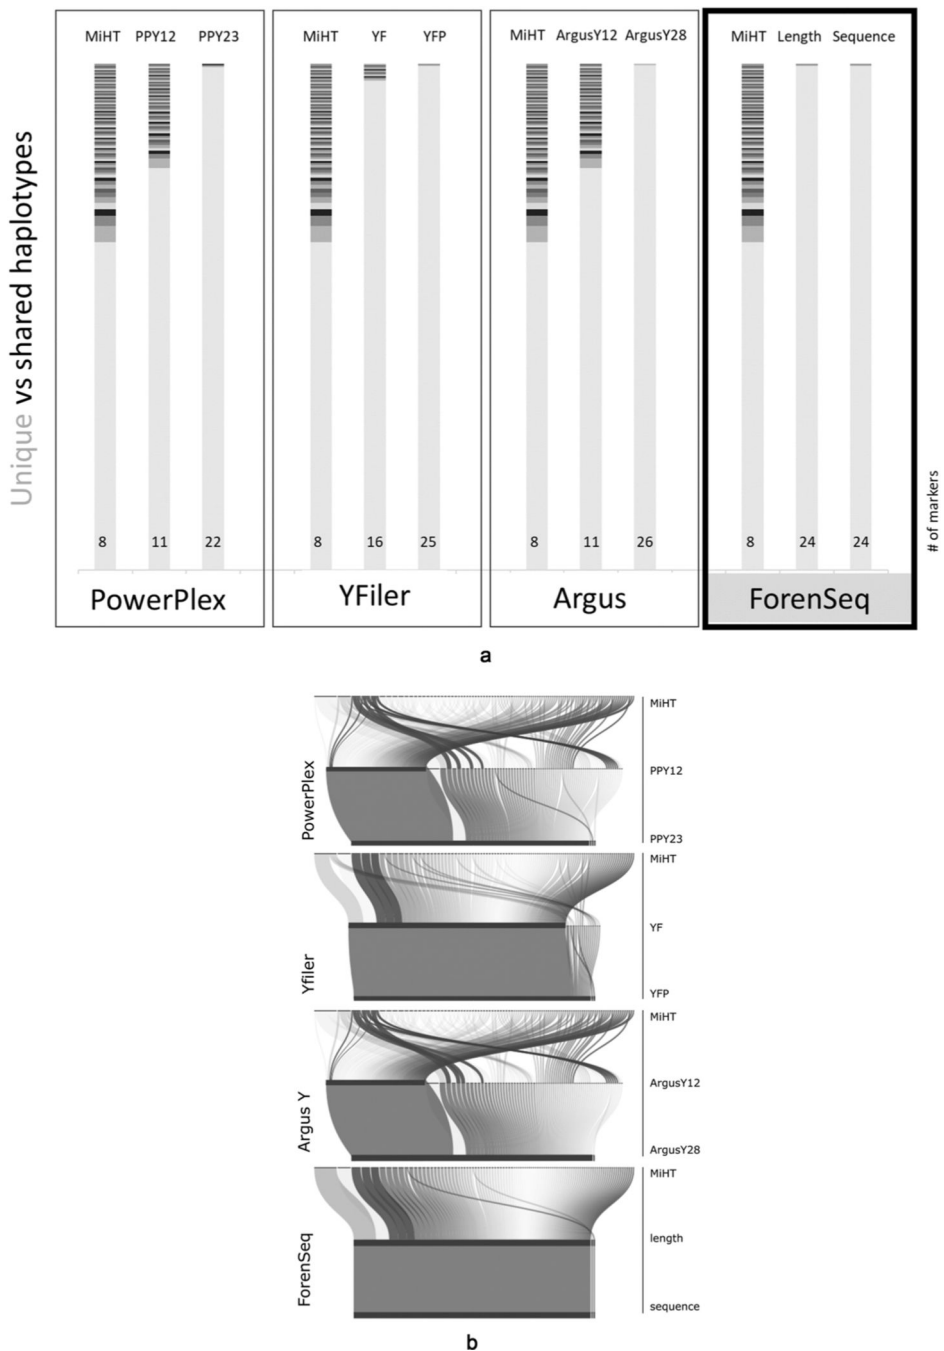 MiHT PPY12 PPY23
MiHT YF YFP
MiHT ArgusY12 ArgusY28
MiHT Length Sequence
Unique vs shared haplotypes
8 11 22
8 16 25
8 11 26
8 24 24
# of markers
PowerPlex
YFiler
Argus
ForenSeq
a
PowerPlex
MiHT
PPY12
PPY23
Yfiler
MiHT
YF
YFP
Argus Y
MiHT
ArgusY12
ArgusY28
ForenSeq
MiHT
length
sequence
b